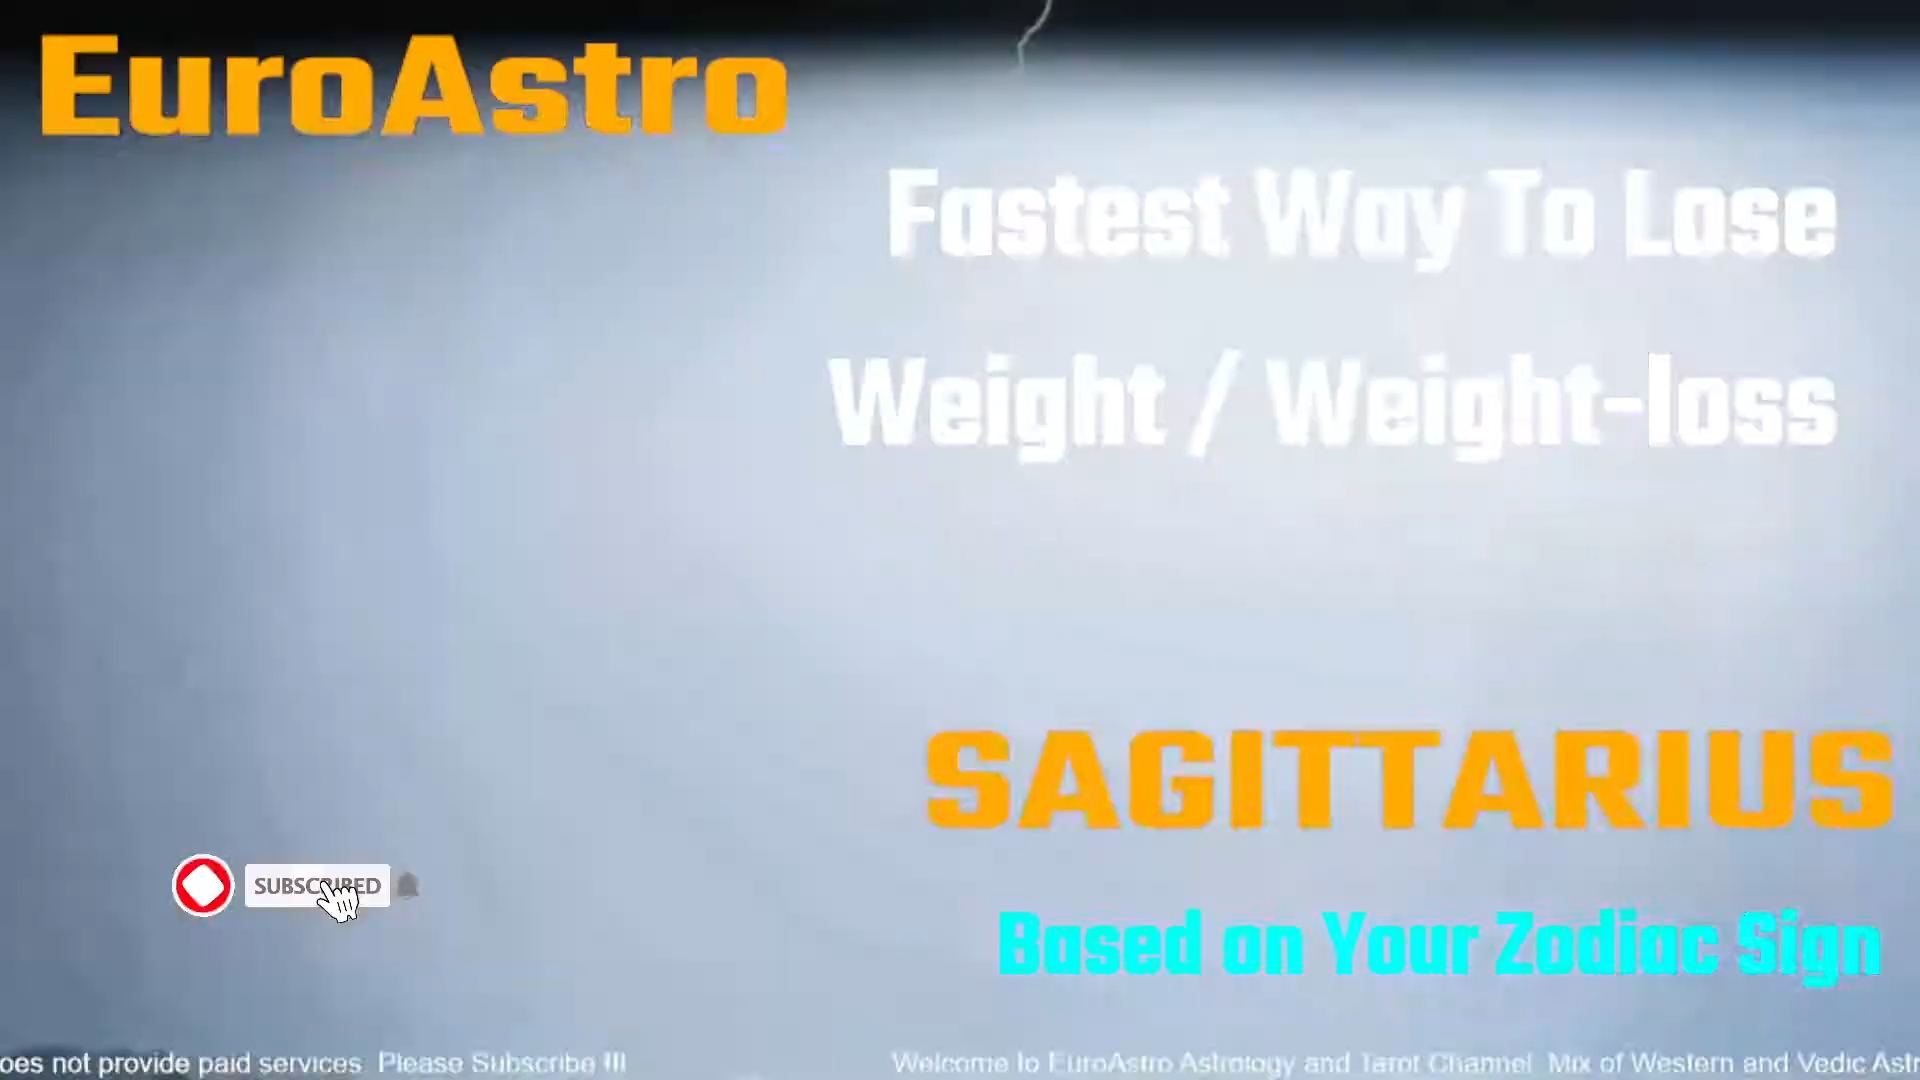 EuroAstro
Fastest Way To Lose
Weight / Weight-loss
SAGITTARIUS
SUBSCRIBED
Based on Your Zodiac Sign
oes not provide paid services. Please Subscribe !!!
Welcome to EuroAstro Astrology and Tarot Channel. Mix of Western and Vedic Astr